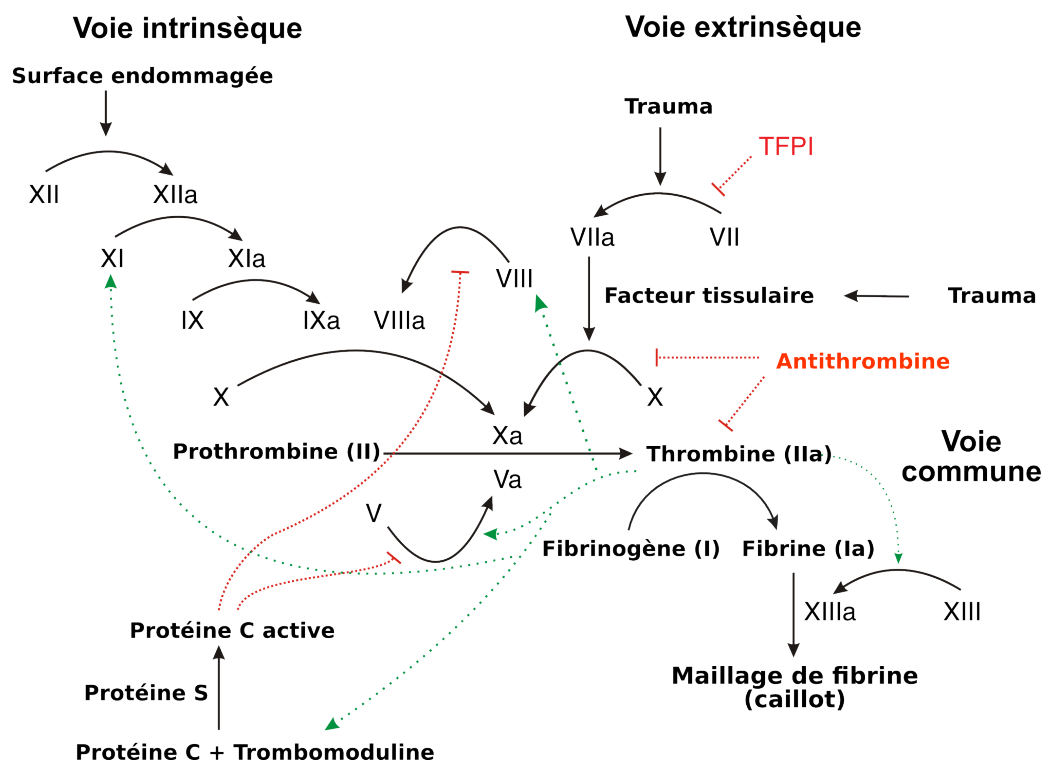 Voie intrinsèque
Voie extrinsèque
Surface endommagée
Trauma
TFPI
XII
XIIa
VIIa
VII
XI
XIa
VIII
Facteur tissulaire
Trauma
IX
IXa
VIIIa
Antithrombine
X
X
Xa
Prothrombine (II)
Thrombine (IIa)
Voie
commune
Va
V
Fibrinogène (I)
Fibrine (Ia)
XIIIa
XIII
Protéine C active
Maillage de fibrine
(caillot)
Protéine S
Protéine C + Trombomoduline